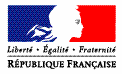 Liberté • Égalité • Fraternité
RÉPUBLIQUE FRANÇAISE